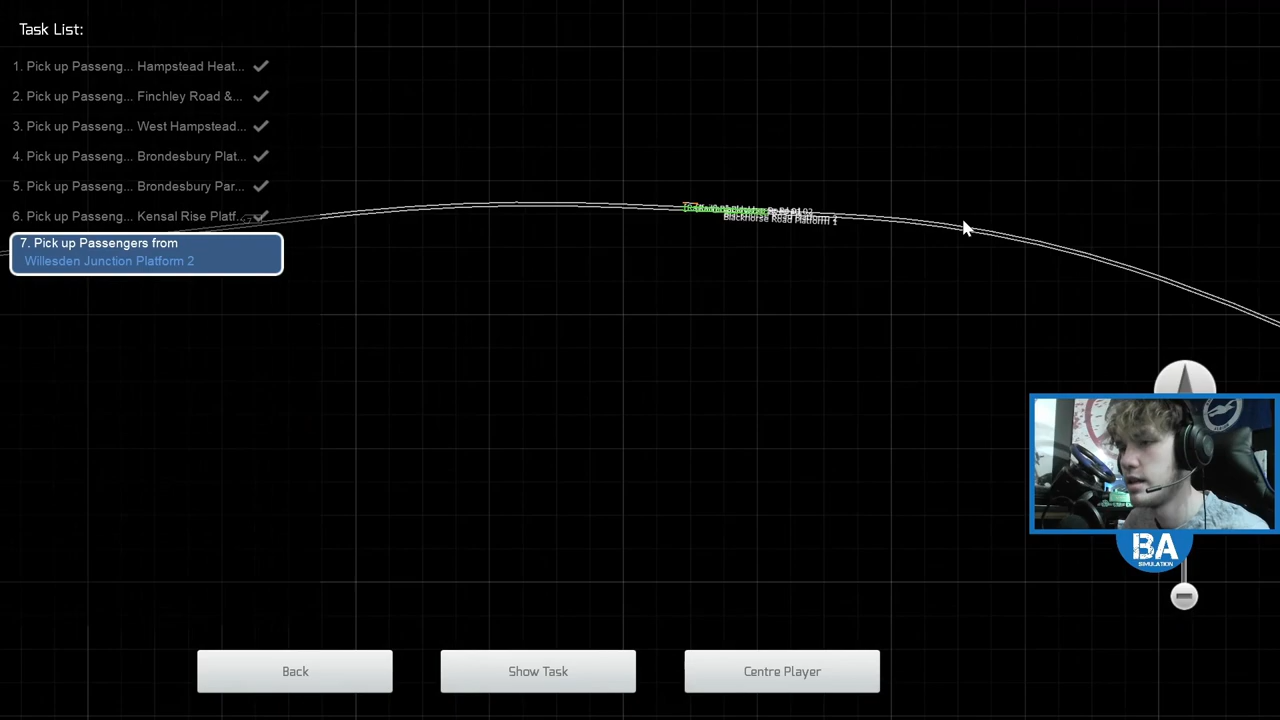 Task List:
1. Pick up Passeng... Hampstead Heat...
2. Pick up Passeng... Finchley Road &...
3. Pick up Passeng... West Hampstead...
4. Pick up Passeng... Brondesbury Plat...
5. Pick up Passeng... Brondesbury Par...
6. Pick up Passeng... Kensal Rise Platf...
7. Pick up Passengers from
Willesden Junction Platform 2
Blackhorse Road Platform 1
BA
SIMULATION
Back
Show Task
Centre Player